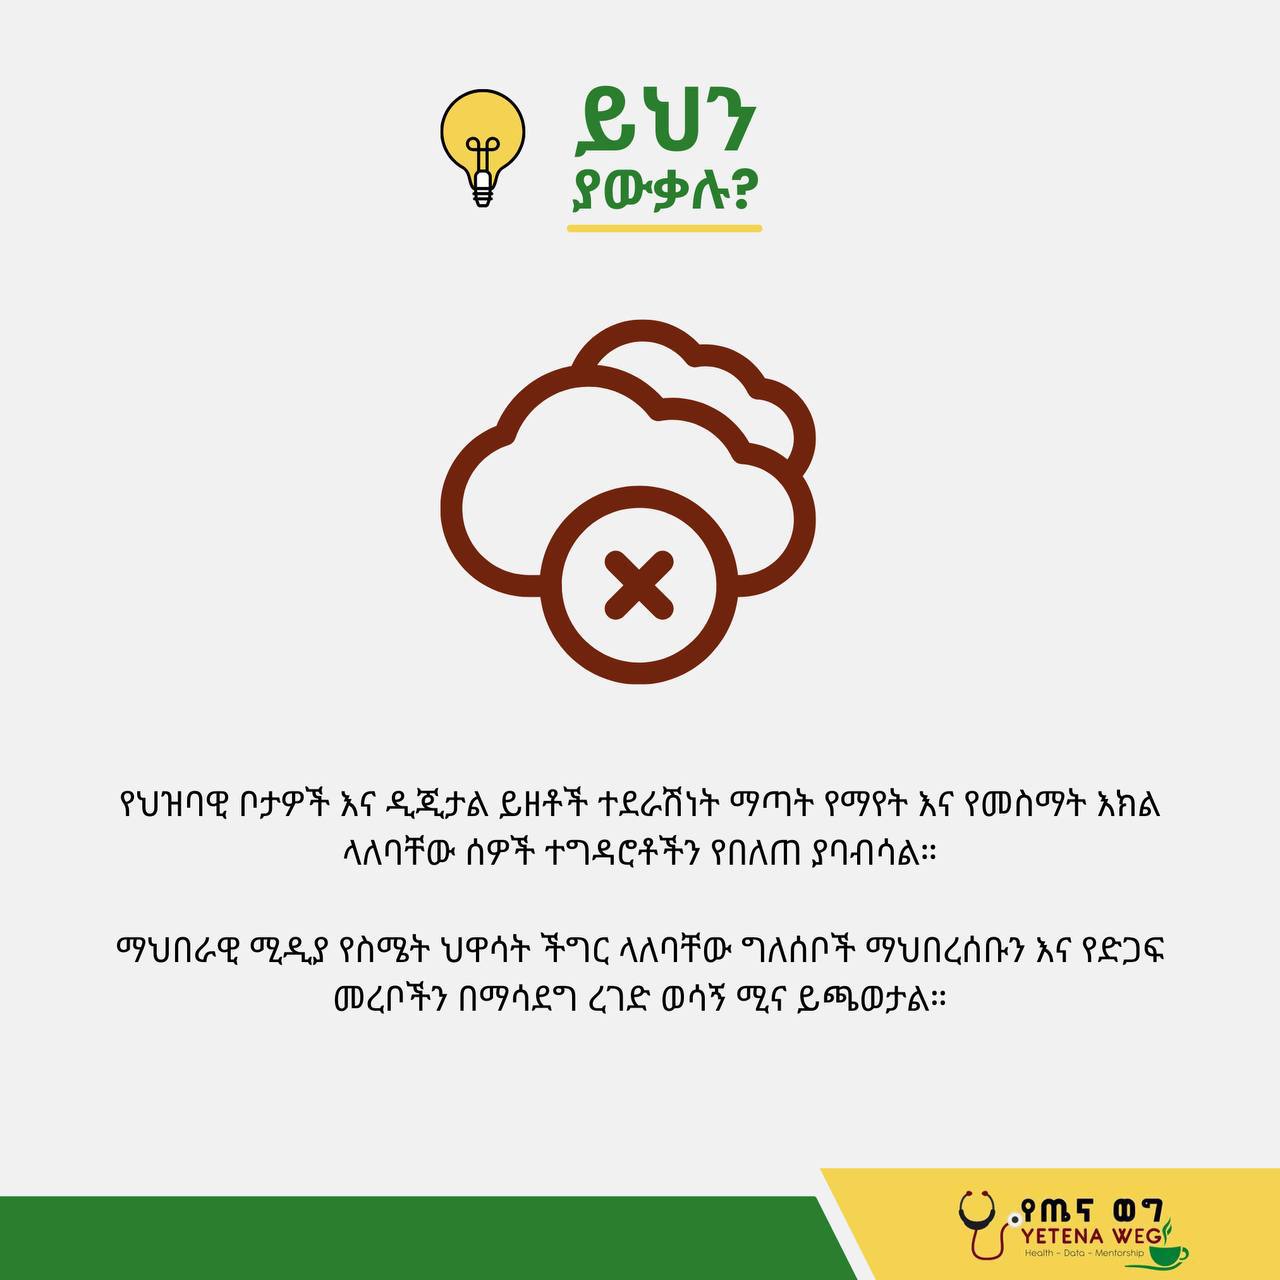 ይህን
ያውቃሉ?
የህዝባዊ ቦታዎች እና ዲጂታል ይዘቶች ተደራሽነት ማጣት የማየት እና የመስማት እክል
ላለባቸው ሰዎች ተግዳሮቶችን የበለጠ ያባብሳል።
ማህበራዊ ሚዲያ የስሜት ህዋሳት ችግር ላለባቸው ግለሰቦች ማህበረሰቡን እና የድጋፍ
መረቦችን በማሳደግ ረገድ ወሳኝ ሚና ይጫወታል።
የጤና ወግ
YETENA WEG
Health - Data - Mentorship